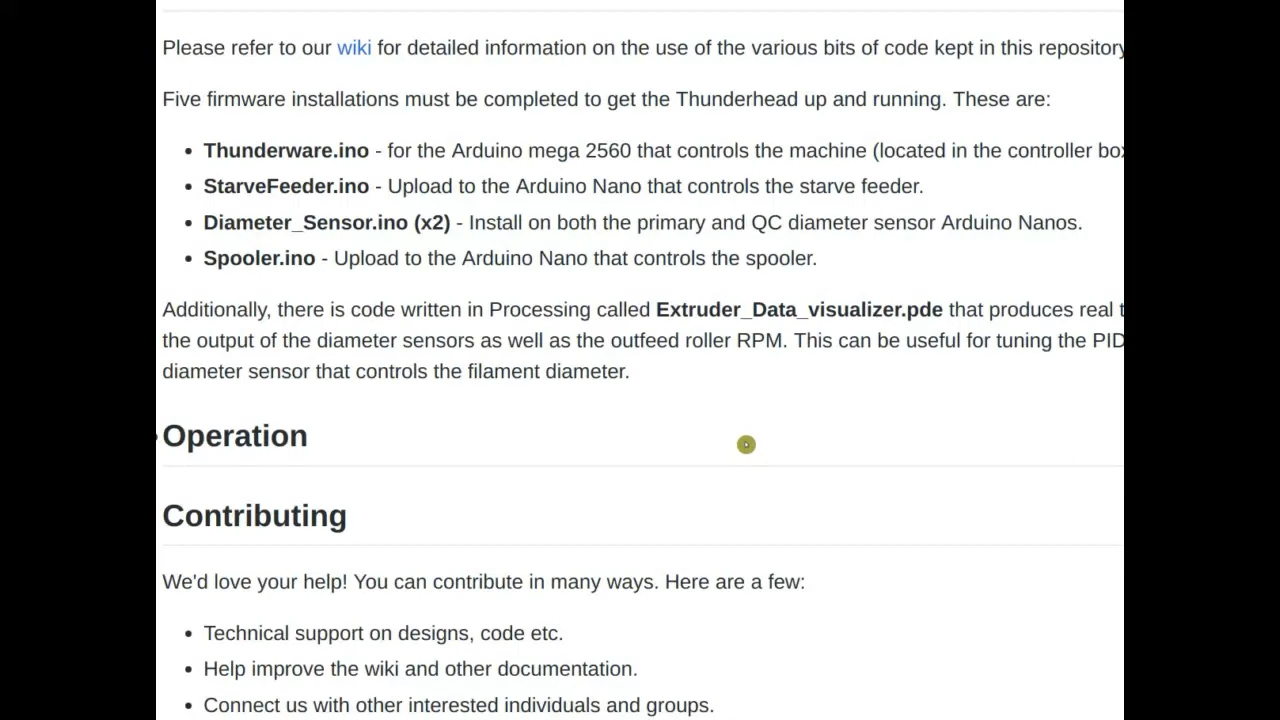 Please refer to our wiki for detailed information on the use of the various bits of code kept in this repository
Five firmware installations must be completed to get the Thunderhead up and running. These are:
• Thunderware.ino - for the Arduino mega 2560 that controls the machine (located in the controller box
• StarveFeeder.ino - Upload to the Arduino Nano that controls the starve feeder.
• Diameter_Sensor.ino (x2) - Install on both the primary and QC diameter sensor Arduino Nanos.
• Spooler.ino - Upload to the Arduino Nano that controls the spooler.
Additionally, there is code written in Processing called Extruder_Data_visualizer.pde that produces real t
the output of the diameter sensors as well as the outfeed roller RPM. This can be useful for tuning the PID
diameter sensor that controls the filament diameter.
Operation
Contributing
We'd love your help! You can contribute in many ways. Here are a few:
• Technical support on designs, code etc.
• Help improve the wiki and other documentation.
• Connect us with other interested individuals and groups.